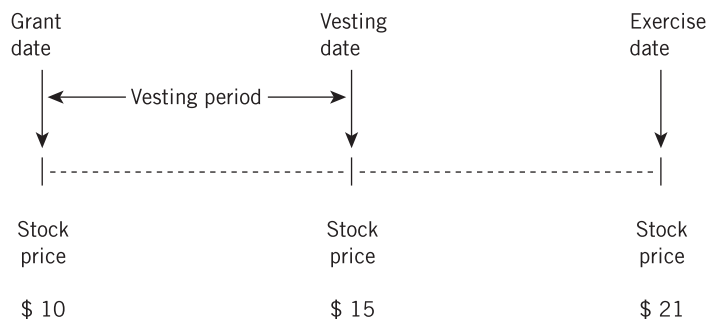 Grant date
Vesting date
Exercise date
Vesting period
Stock price
Stock price
Stock price
$ 10
$ 15
$ 21